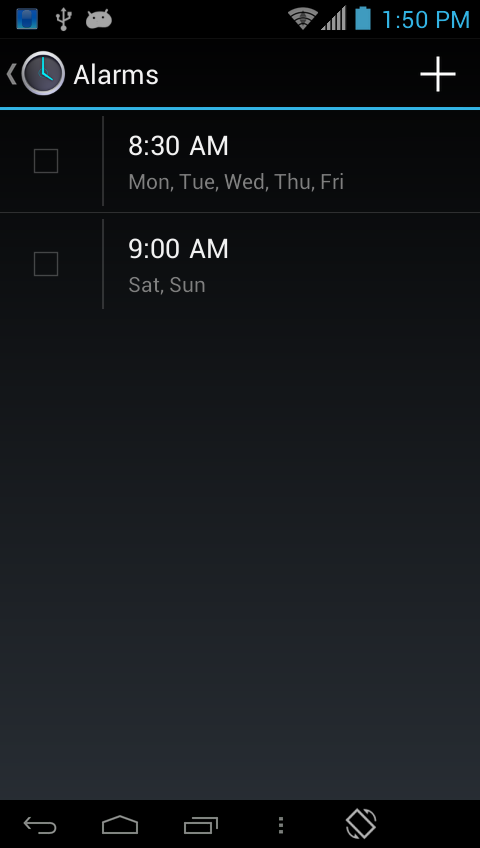 1:50 PM
Alarms
8:30 AM
Mon, Tue, Wed, Thu, Fri
9:00 AM
Sat, Sun